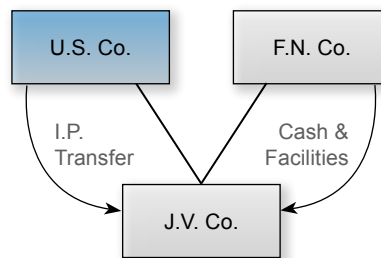 U.S. Co.
F.N. Co.
I.P.
Transfer
Cash &
Facilities
J.V. Co.